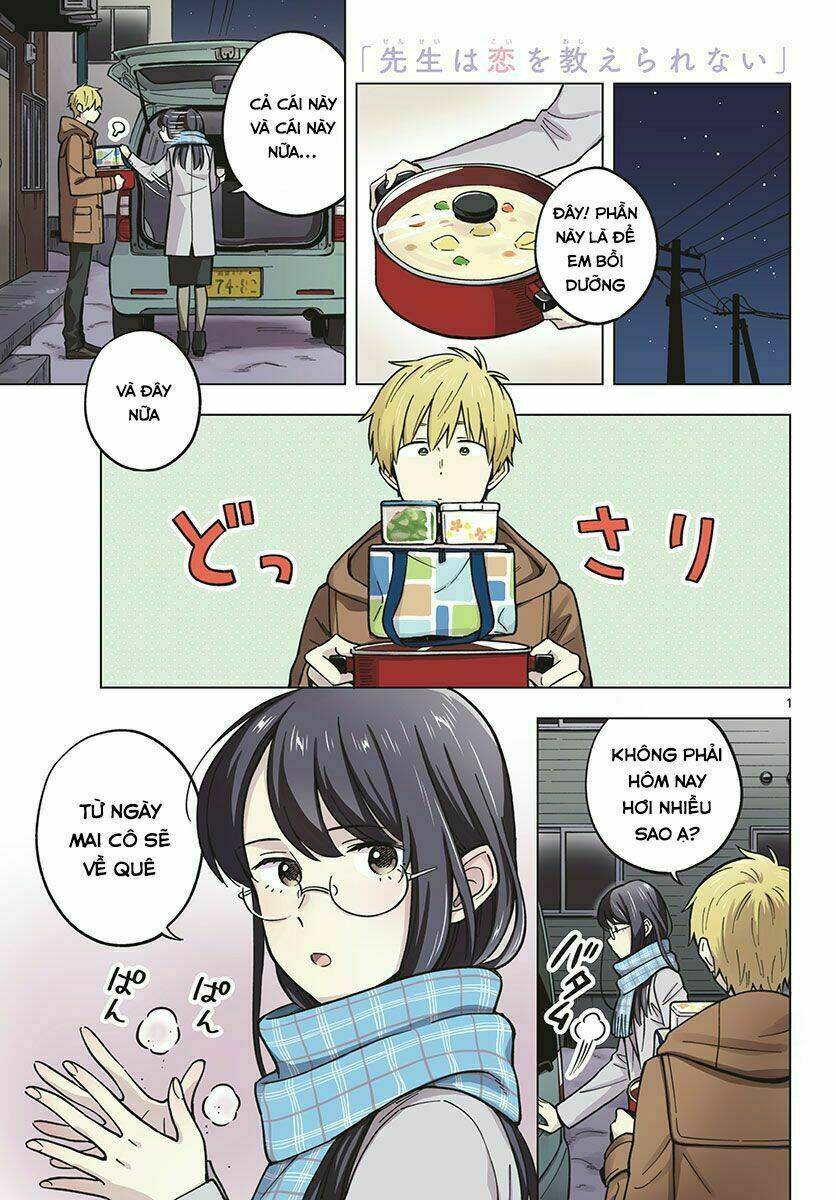 「先生は恋を教えられない」
せんせい こい おし
ĐÂY! PHẦN
NÀY LÀ ĐỂ
EM BỒI
DƯỠNG
CẢ CÁI NÀY
VÀ CÁI NÀY
NỮA...
74-82
VÀ ĐÂY
NỮA
どっ
さり
1
KHÔNG PHẢI
HÔM NAY
HƠI NHIỀU
SAO Ạ?
バタム
TỪ NGÀY
MAI CÔ SẼ
VỀ QUÊ
ぱん
ぱん